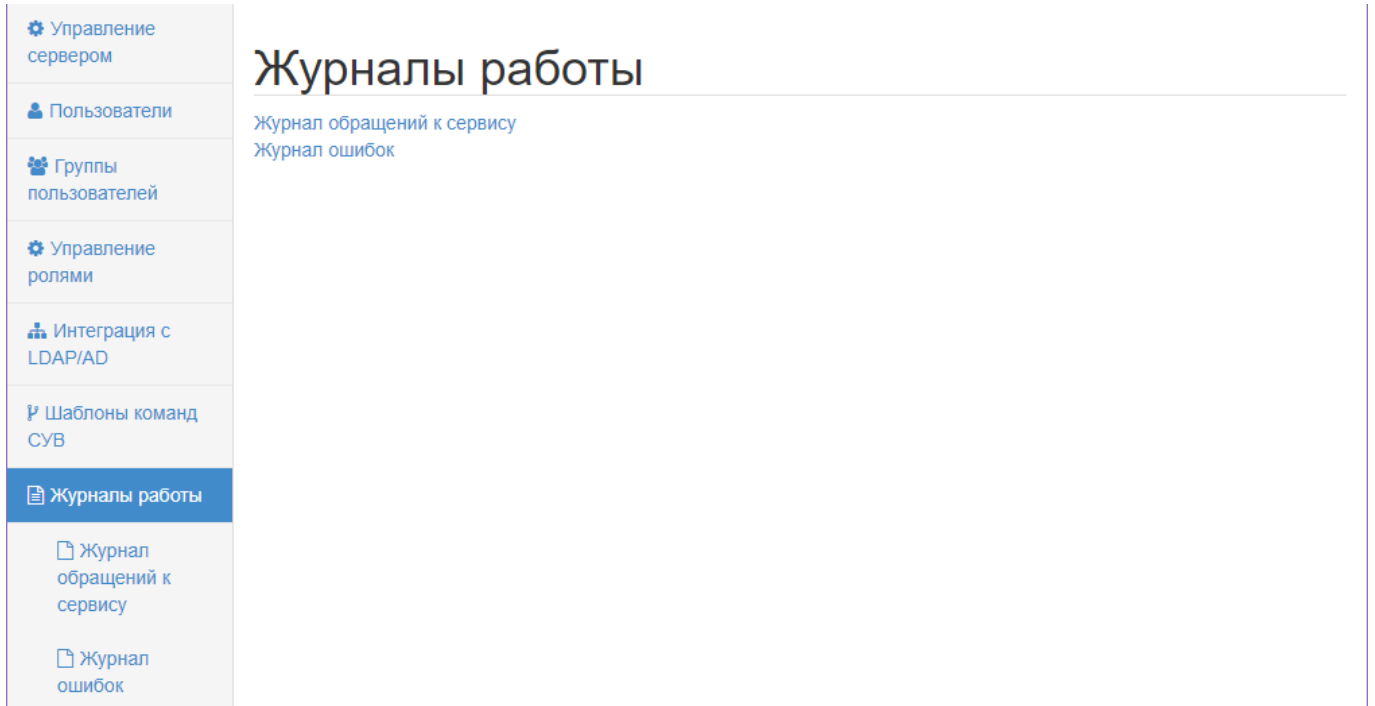 Управление
сервером
Пользователи
Группы
пользователей
Управление
ролями
Интеграция с
LDAP/AD
Шаблоны команд
СУВ
Журналы работы
Журнал
обращений к
сервису
Журнал
ошибок
Журналы работы
Журнал обращений к сервису
Журнал ошибок